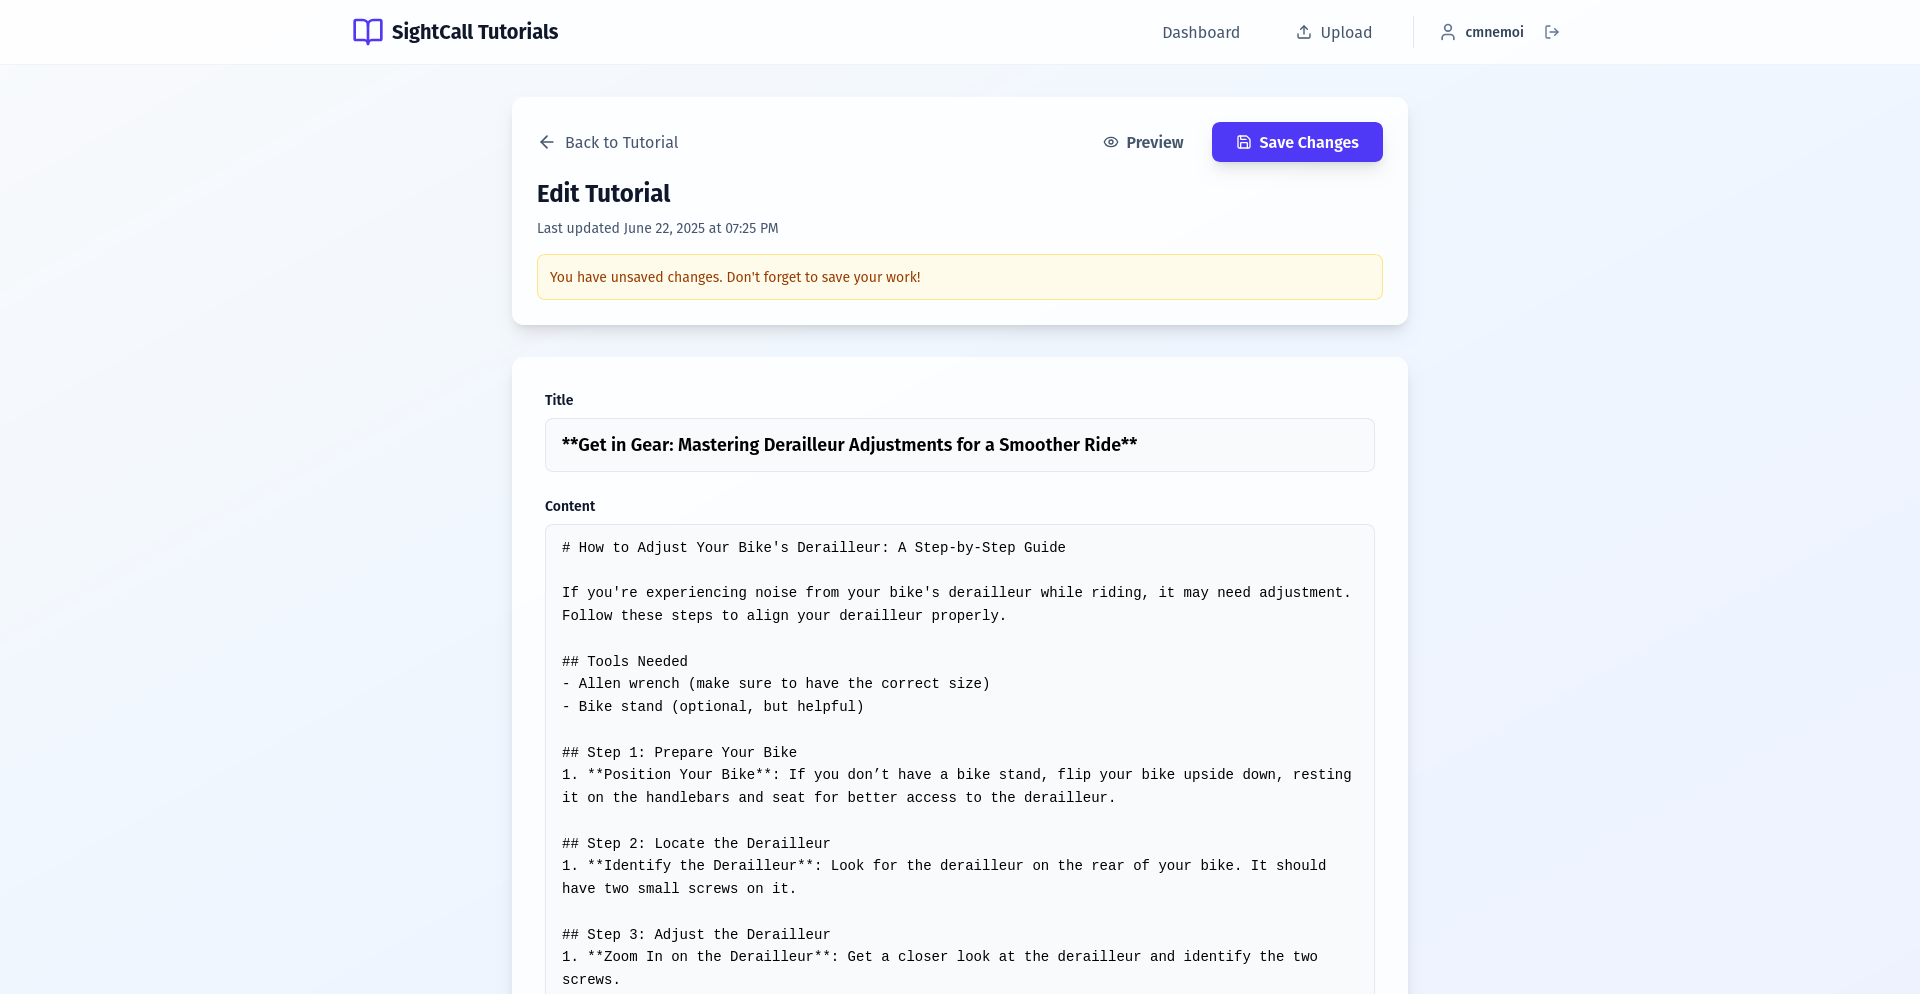 SightCall Tutorials
Dashboard
Upload
cmnemoi
Back to Tutorial
Preview
Save Changes
Edit Tutorial
Last updated June 22, 2025 at 07:25 PM
You have unsaved changes. Don't forget to save your work!
Title
**Get in Gear: Mastering Derailleur Adjustments for a Smoother Ride**
Content
# How to Adjust Your Bike's Derailleur: A Step-by-Step Guide
If you're experiencing noise from your bike's derailleur while riding, it may need adjustment.
Follow these steps to align your derailleur properly.
## Tools Needed
- Allen wrench (make sure to have the correct size)
- Bike stand (optional, but helpful)
## Step 1: Prepare Your Bike
1. **Position Your Bike**: If you don’t have a bike stand, flip your bike upside down, resting
it on the handlebars and seat for better access to the derailleur.
## Step 2: Locate the Derailleur
1. **Identify the Derailleur**: Look for the derailleur on the rear of your bike. It should
have two small screws on it.
## Step 3: Adjust the Derailleur
1. **Zoom In on the Derailleur**: Get a closer look at the derailleur and identify the two
screws.